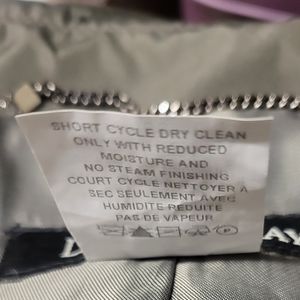 SHORT CYCLE DRY CLEAN
ONLY WITH REDUCED
MOISTURE AND
NO STEAM FINISHING
COURT CYCLE NETTOYER A
SEC SEULEMENT AVEC
HUMIDITE REDUITE
PAS DE VAPEUR